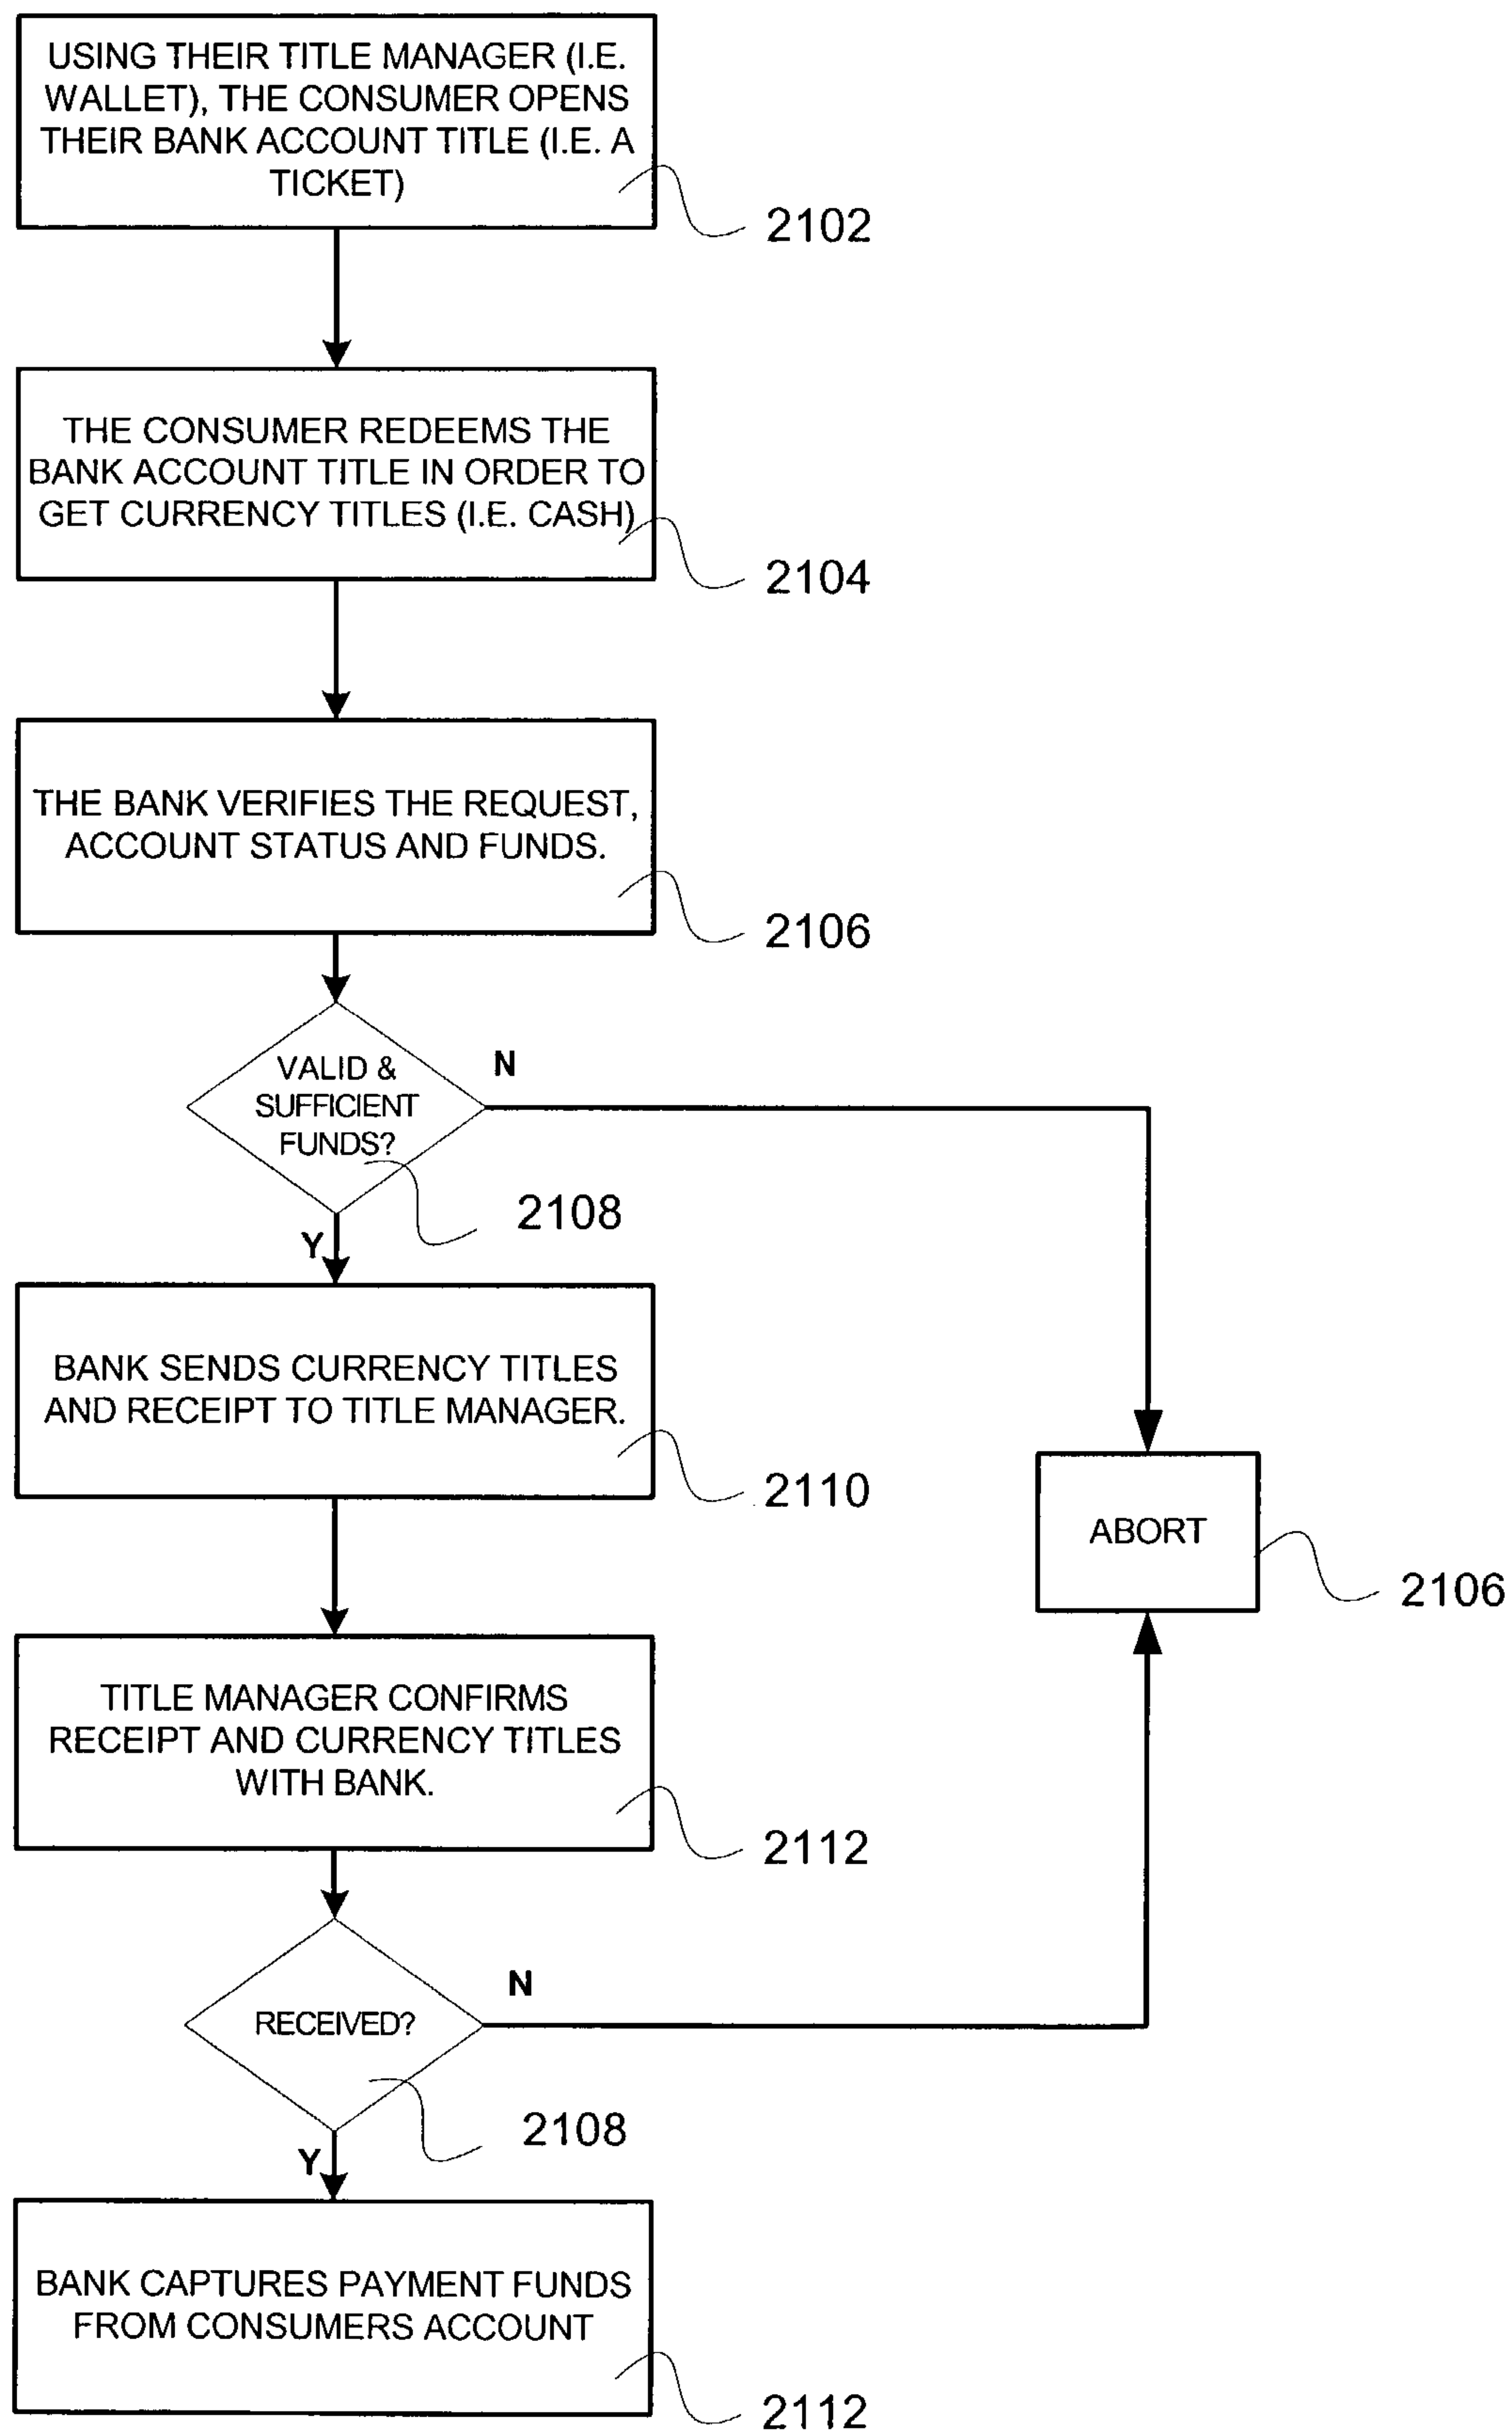 USING THEIR TITLE MANAGER (I.E.
WALLET), THE CONSUMER OPENS
THEIR BANK ACCOUNT TITLE (I.E. A
TICKET)
2102
THE CONSUMER REDEEMS THE
BANK ACCOUNT TITLE IN ORDER TO
GET CURRENCY TITLES (I.E. CASH)
2104
THE BANK VERIFIES THE REQUEST,
ACCOUNT STATUS AND FUNDS.
2106
VALID &
SUFFICIENT
FUNDS?
N
2108
Y
BANK SENDS CURRENCY TITLES
AND RECEIPT TO TITLE MANAGER.
2110
ABORT
2106
TITLE MANAGER CONFIRMS
RECEIPT AND CURRENCY TITLES
WITH BANK.
2112
RECEIVED?
N
2108
Y
BANK CAPTURES PAYMENT FUNDS
FROM CONSUMERS ACCOUNT
2112